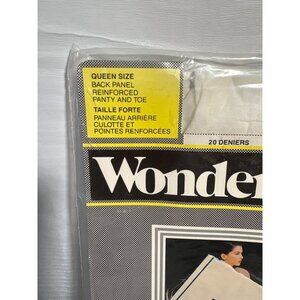 QUEEN SIZE
BACK PANEL
REINFORCED
PANTY AND TOE
TAILLE FORTE
PANNEAU ARRIÈRE
CULOTTE ET
POINTES RENFORCÉES
20 DENIERS
Wonder